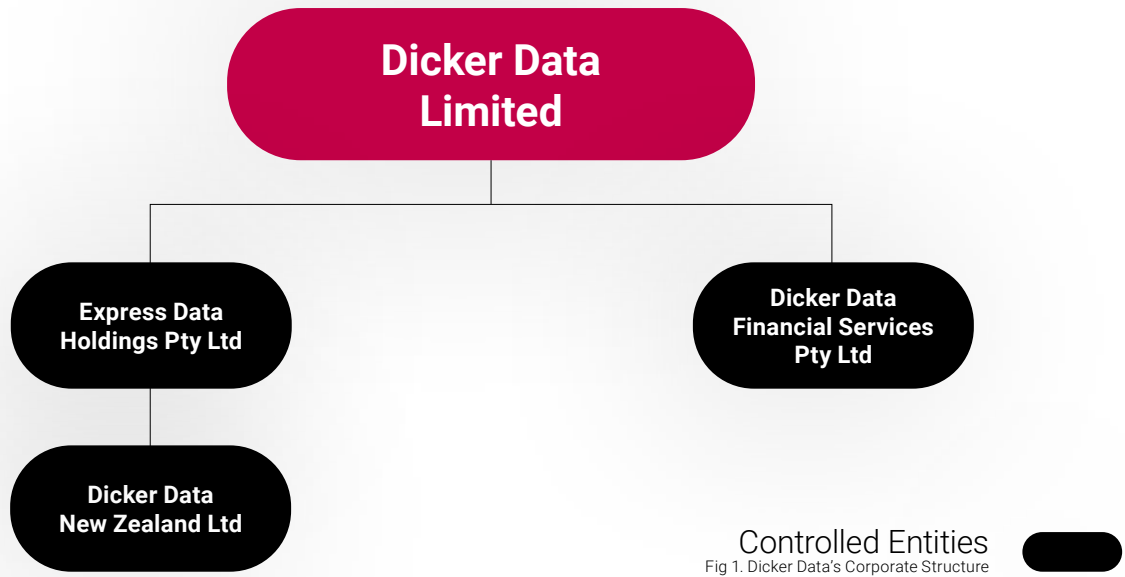 Dicker Data
Limited
Express Data
Holdings Pty Ltd
Dicker Data
Financial Services
Pty Ltd
Dicker Data
New Zealand Ltd
Controlled Entities
Fig 1. Dicker Data's Corporate Structure